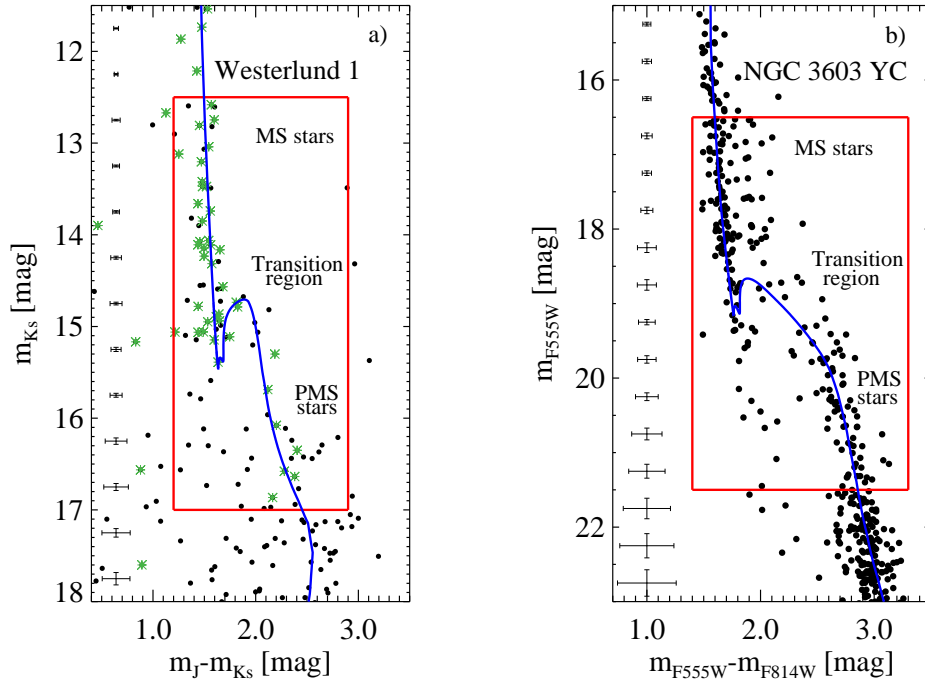 a)
Westerlund 1
MS stars
Transition
region
PMS
stars
12
13
14
15
16
17
18
m_Ks [mag]
1.0 2.0 3.0
m_J-m_Ks [mag]
b)
NGC 3603 YC
MS stars
Transition
region
PMS
stars
16
18
20
22
m_F555W [mag]
1.0 2.0 3.0
m_F555W-m_F814W [mag]